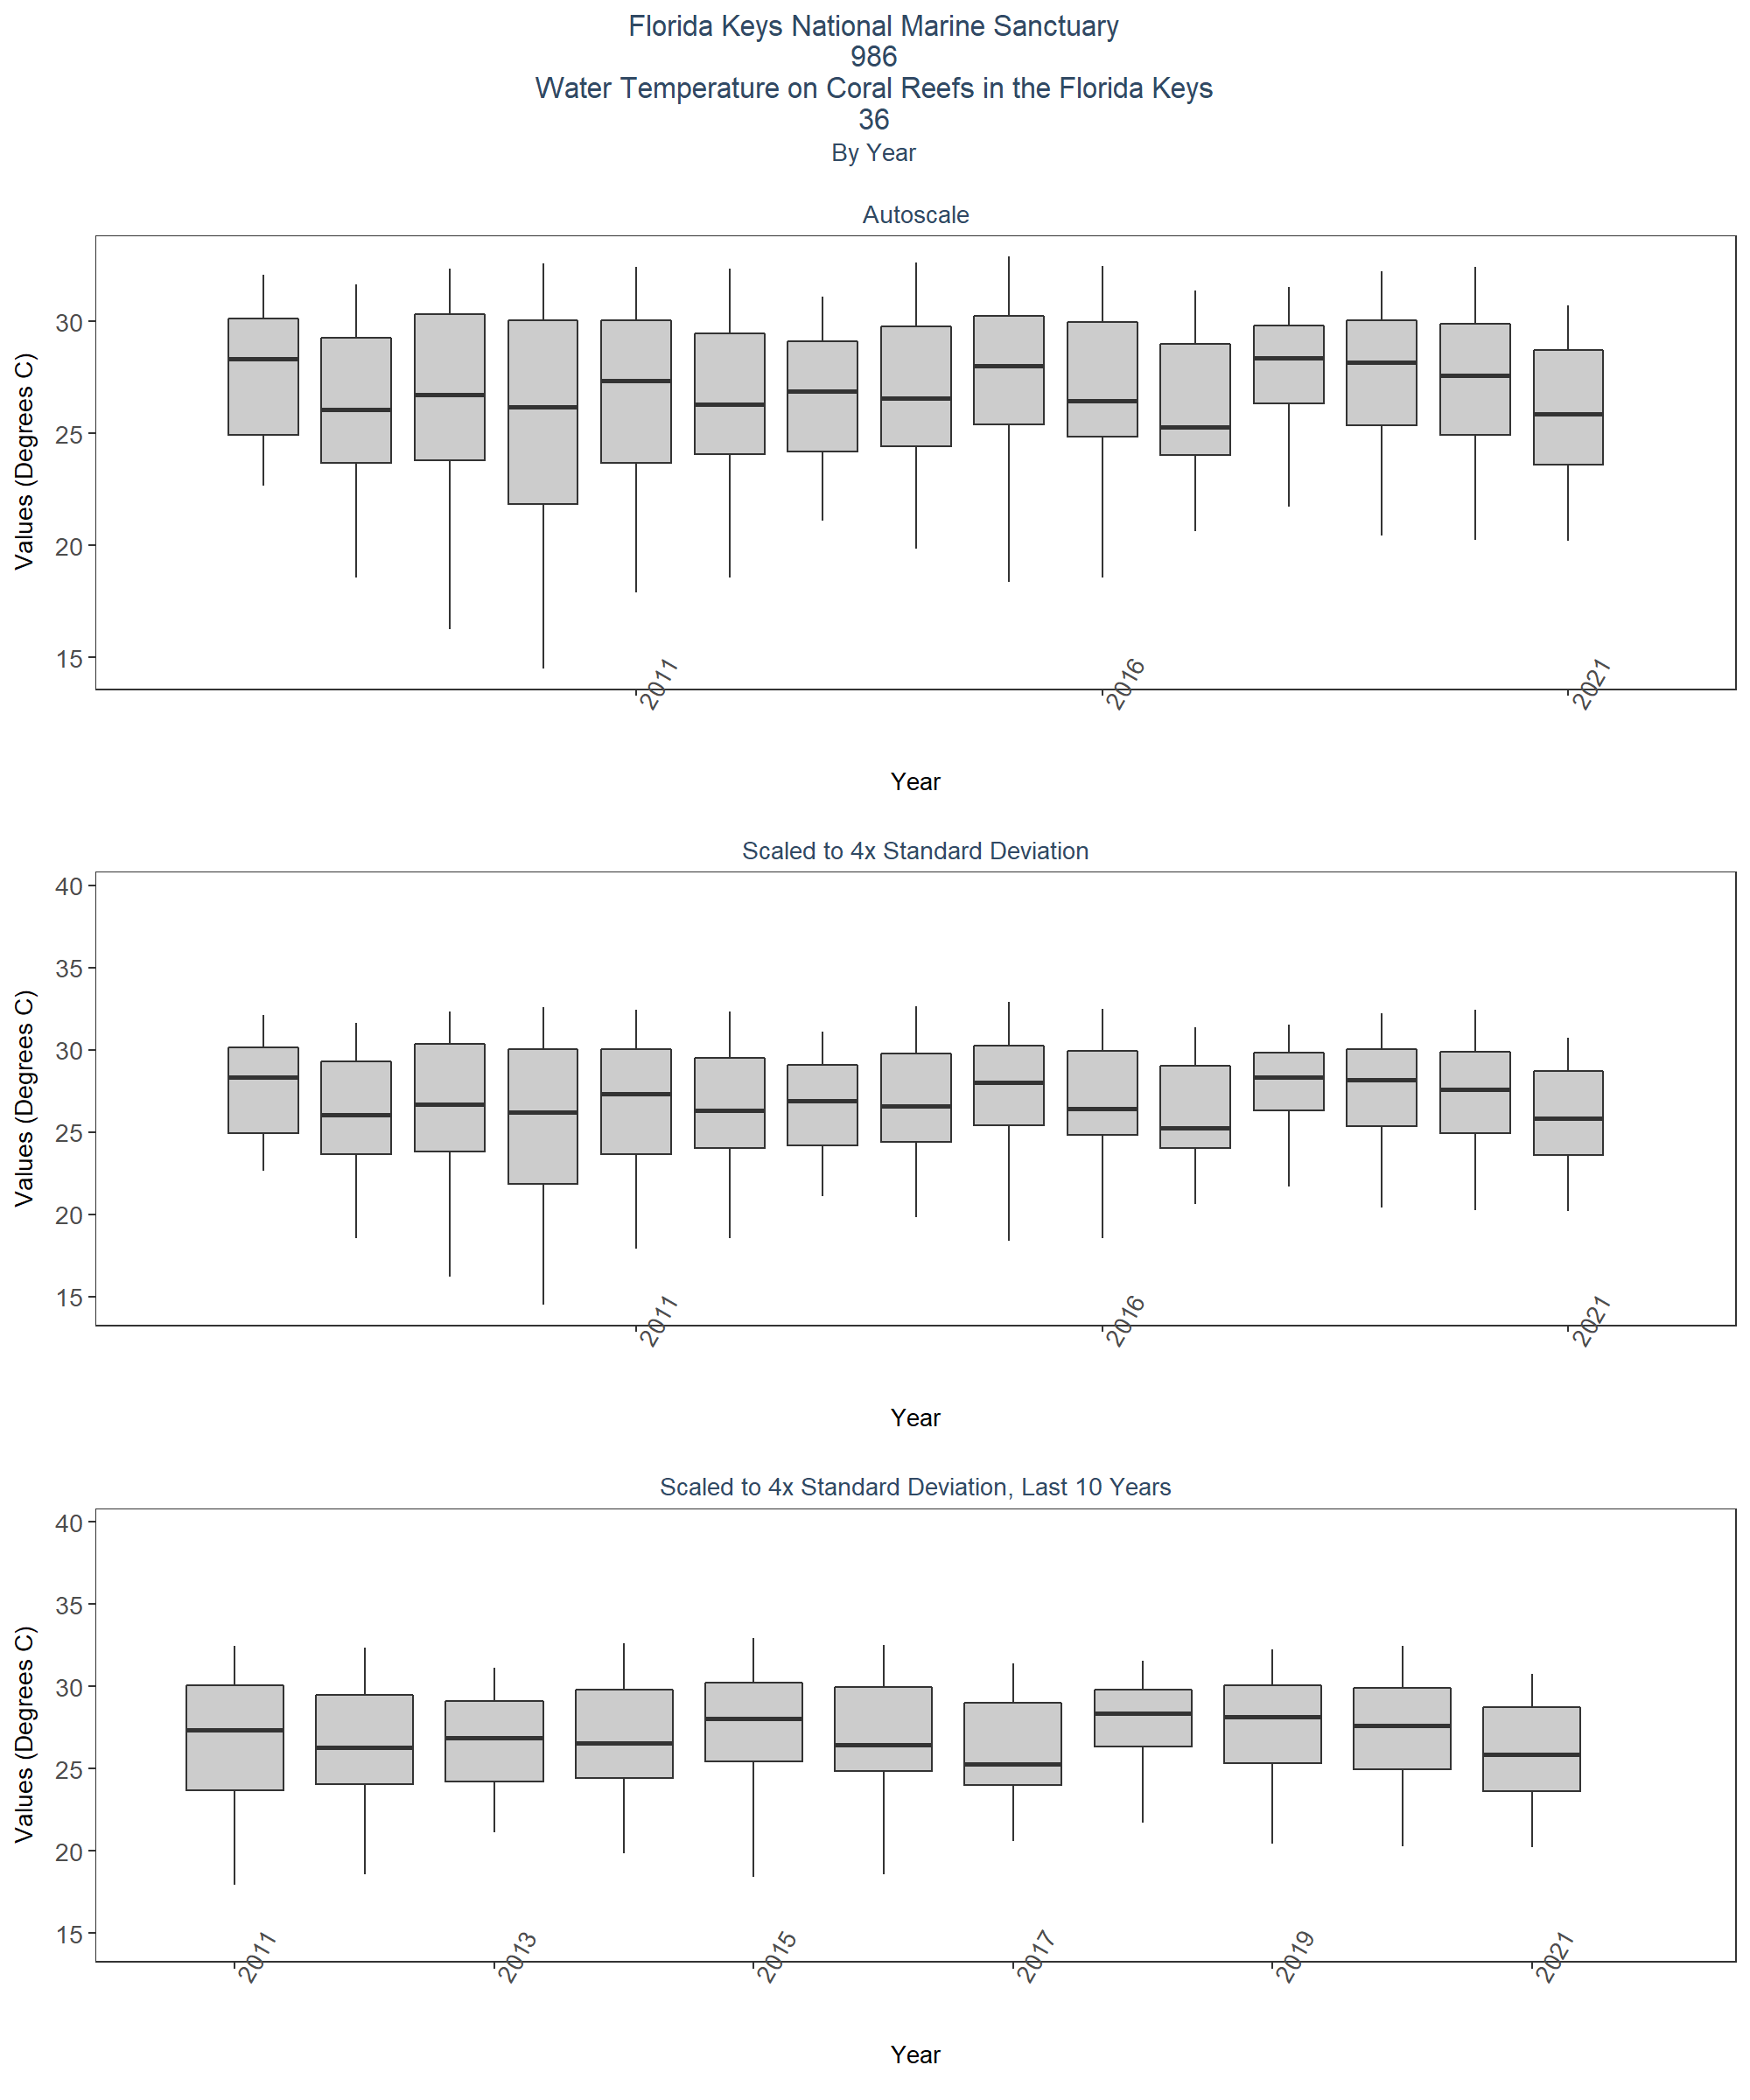 Florida Keys National Marine Sanctuary
986
Water Temperature on Coral Reefs in the Florida Keys
36
By Year
Autoscale
Values (Degrees C)
30
25
20
15
2011
2016
2021
Year
Scaled to 4x Standard Deviation
Values (Degrees C)
40
35
30
25
20
15
2011
2016
2021
Year
Scaled to 4x Standard Deviation, Last 10 Years
Values (Degrees C)
40
35
30
25
20
15
2011
2013
2015
2017
2019
2021
Year